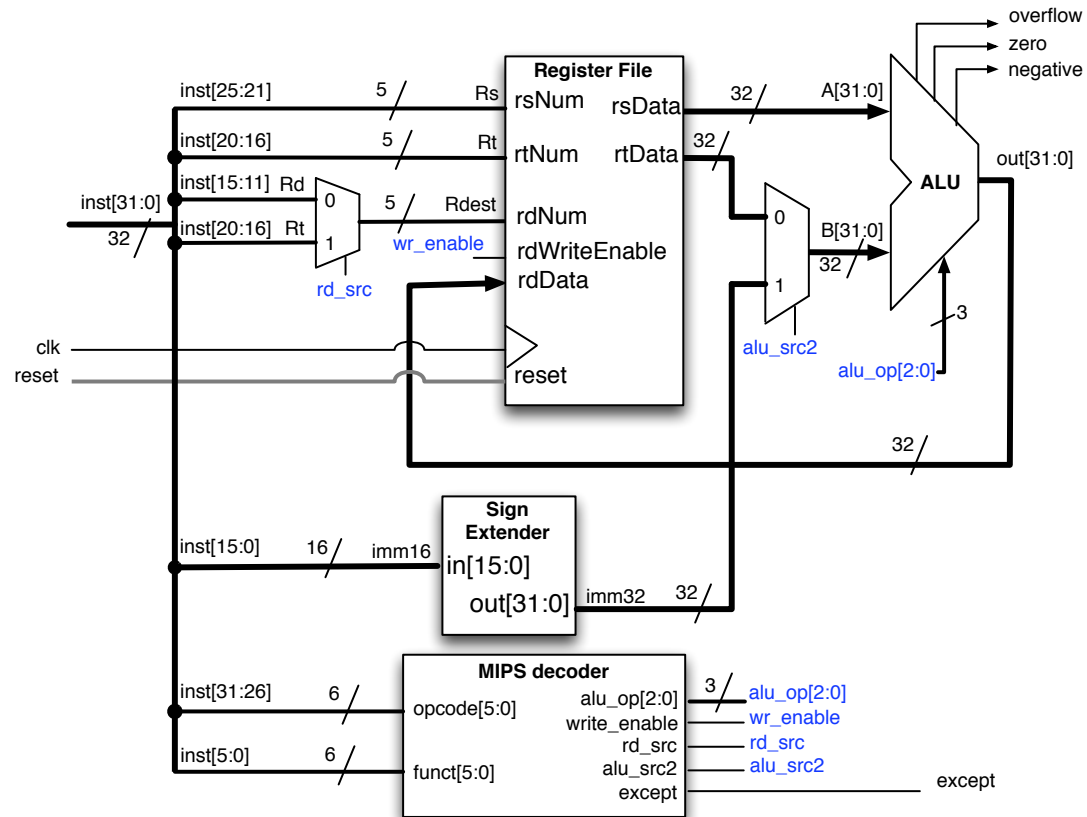 overflow
zero
negative
Register File
inst[25:21] 5 Rs rsNum rsData 32 A[31:0]
inst[20:16] 5 Rt rtNum rtData 32
out[31:0]
ALU
inst[15:11] Rd 0
inst[31:0]
32
inst[20:16] Rt 1
5 Rdest rdNum
0
B[31:0]
32
wr_enable rdWriteEnable
rdData
1
rd_src
3
alu_src2
alu_op[2:0]
clk
reset reset
32
Sign
Extender
inst[15:0] 16 imm16 in[15:0]
out[31:0] imm32 32
MIPS decoder
inst[31:26] 6 opcode[5:0] alu_op[2:0] 3 alu_op[2:0]
write_enable wr_enable
rd_src rd_src
inst[5:0] 6 funct[5:0] alu_src2 alu_src2
except except